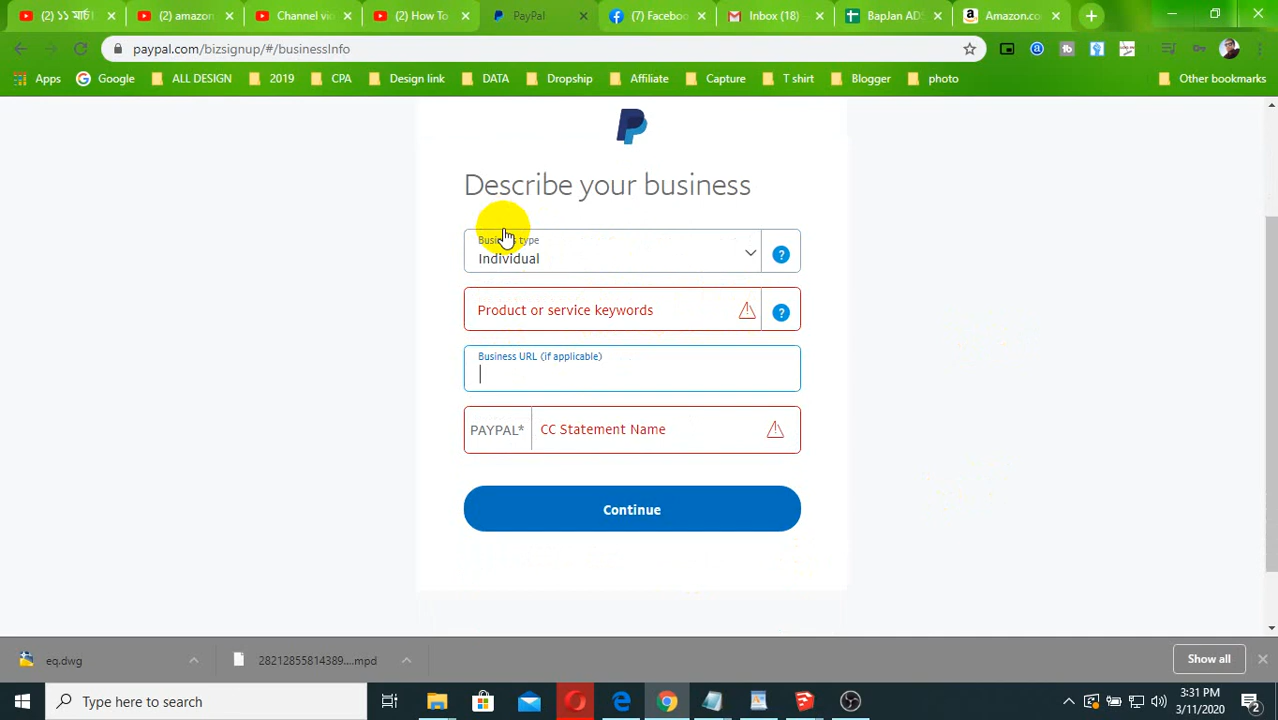 (2) ১১ মার্চ
(2) amazon
Channel vi
(2) How To
PayPal
(7) Faceboo
Inbox (18)
BapJan AD
Amazon.co
paypal.com/bizsignup/#/businessInfo
Apps
Google
ALL DESIGN
2019
CPA
Design link
DATA
Dropship
Affiliate
Capture
T shirt
Blogger
photo
Other bookmarks
Describe your business
Business type
Individual
?
Product or service keywords
?
Business URL (if applicable)
PAYPAL*
CC Statement Name
Continue
eq.dwg
28212855814389....mpd
Show all
Type here to search
3:31 PM
3/11/2020
2